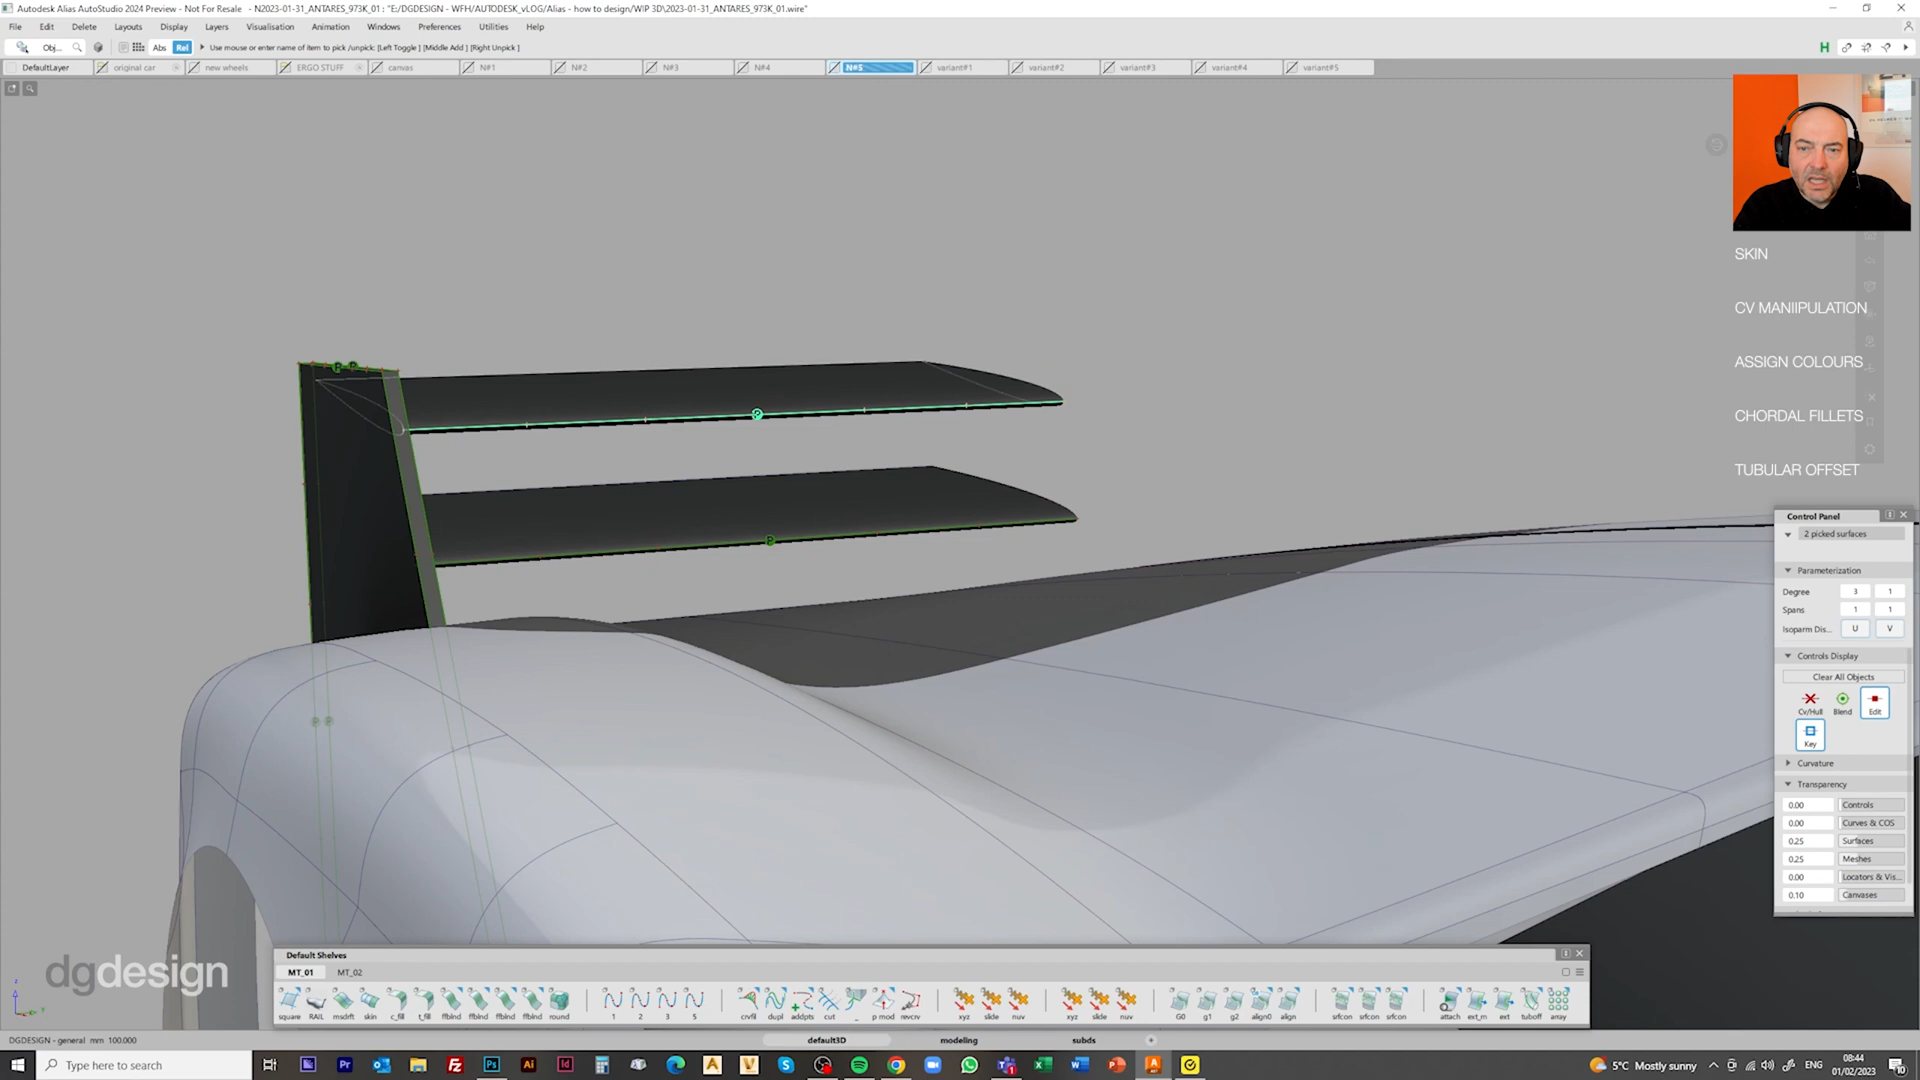 Autodesk Alias AutoStudio 2024 Preview - Not For Resale - N2023-01-31_ANTARES_973K_01 : "E:/DGDESIGN - WFH/AUTODESK_vLOG/Alias - how to design/WIP 3D/2023-01-31_ANTARES_973K_01.wire"
File Edit Delete Layouts Display Layers Visualisation Animation Windows Preferences Utilities Help
Obj... Abs Rel Use mouse or enter name of item to pick /unpick: [Left Toggle ] [Middle Add ] [Right Unpick ]
H
DefaultLayer original car new wheels ERGO STUFF canvas N#1 N#2 N#3 N#4 N#5 variant#1 variant#2 variant#3 variant#4 variant#5
SKIN
CV MANIIPULATION
ASSIGN COLOURS
CHORDAL FILLETS
TUBULAR OFFSET
Control Panel
2 picked surfaces
Parameterization
Degree 3 1
Spans 1 1
Isoparm Dis... U V
Controls Display
Clear All Objects
Cv/Hull Blend Edit
Key
Curvature
Transparency
0.00 Controls
0.00 Curves & COS
0.25 Surfaces
0.25 Meshes
0.00 Locators & Vis...
0.10 Canvases
dgdesign
Default Shelves
MT_01 MT_02
square RAIL msdrft skin c_fill t_fill ffblnd ffblnd ffblnd ffblnd round 1 2 3 5 crvfil dupl addpts cut _ p mod revcrv xyz slide nuv xyz slide nuv G0 g1 g2 align0 align srfcon srfcon srfcon attach ext_m ext tuboff array
DGDESIGN - general mm 100.000
default3D modeling subds
Type here to search
5°C Mostly sunny ENG
08:44
01/02/2023